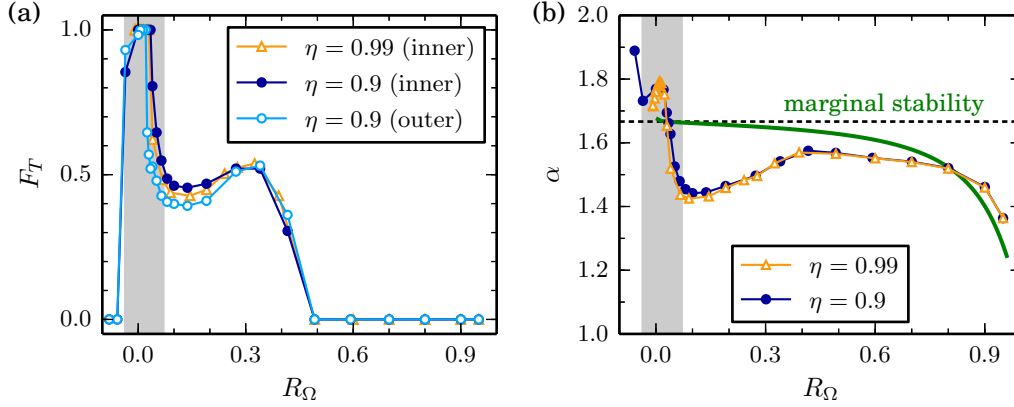 (a)
1.0
0.5
0.0
F_T
η = 0.99 (inner)
η = 0.9 (inner)
η = 0.9 (outer)
0.0 0.3 0.6 0.9
R_Ω
(b)
2.0
1.8
1.6
1.4
1.2
1.0
α
marginal stability
η = 0.99
η = 0.9
0.0 0.3 0.6 0.9
R_Ω